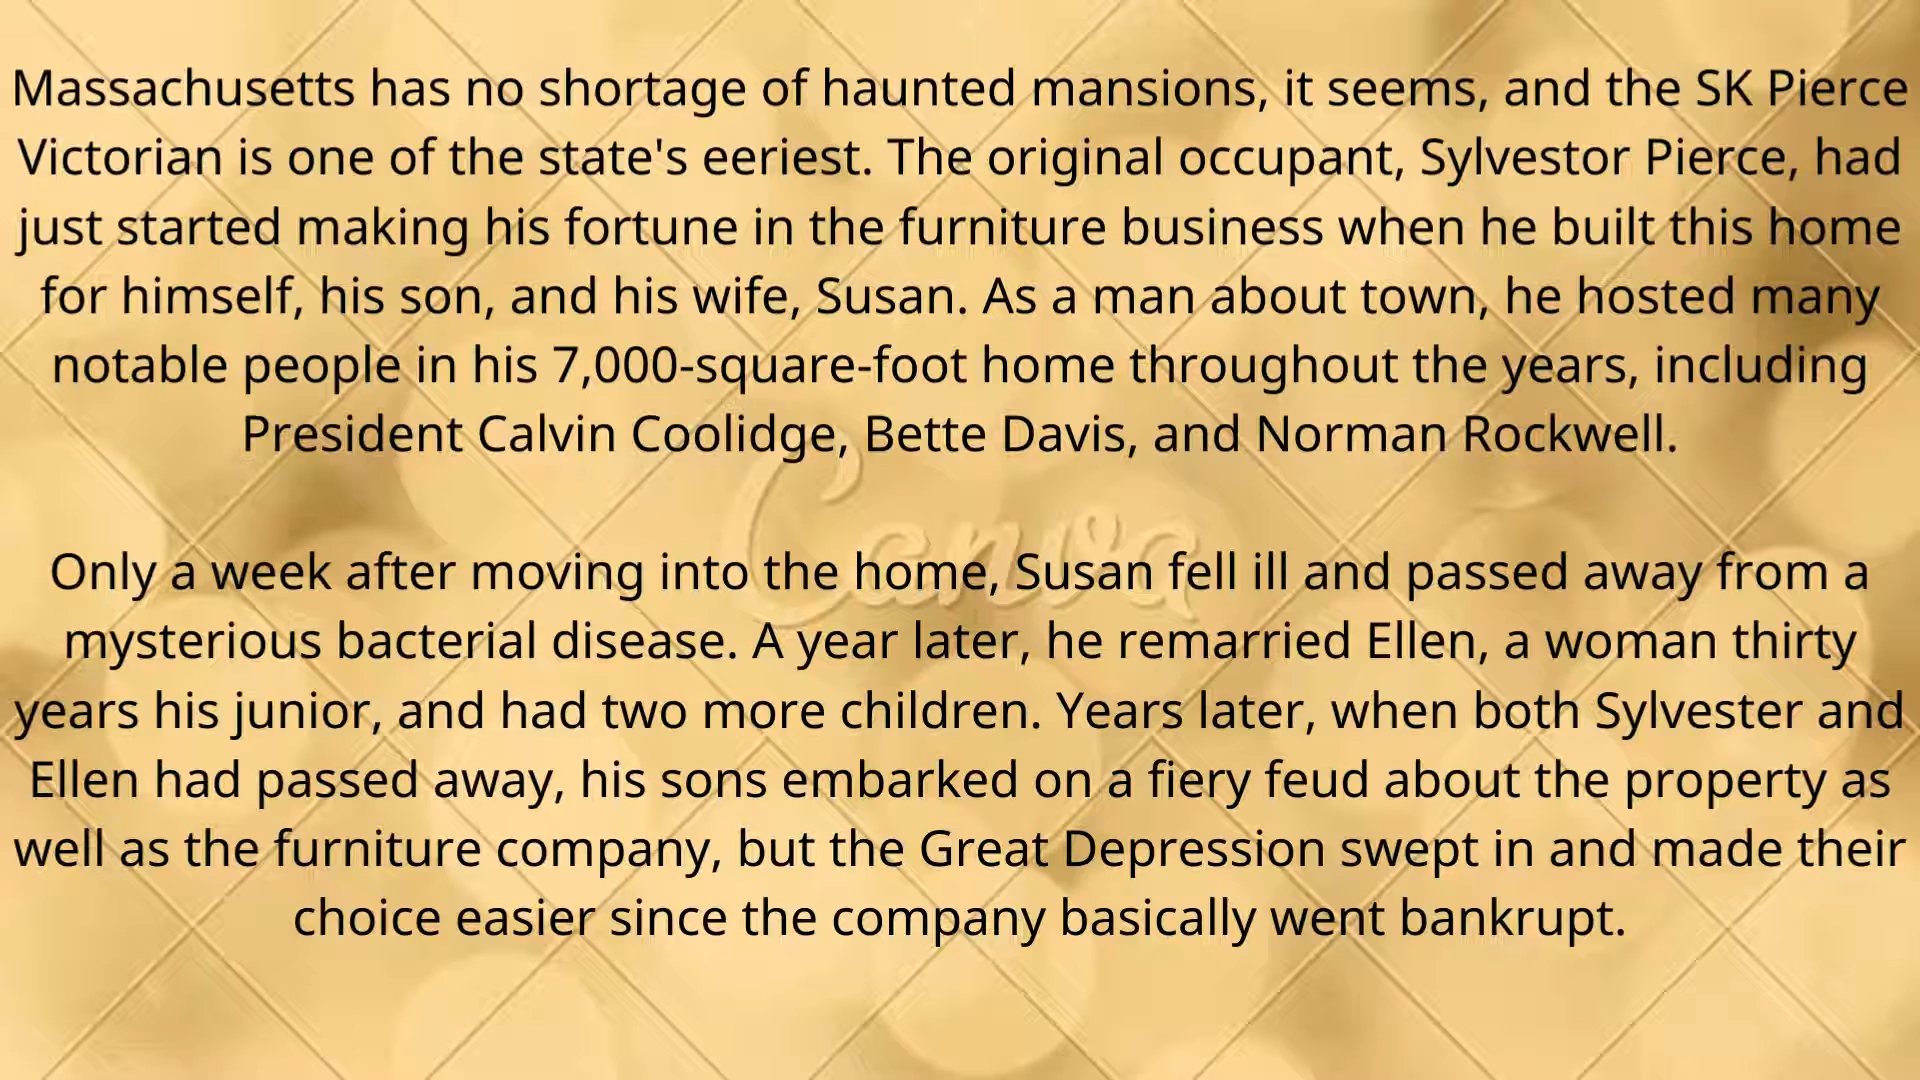 Massachusetts has no shortage of haunted mansions, it seems, and the SK Pierce
Victorian is one of the state's eeriest. The original occupant, Sylvestor Pierce, had
just started making his fortune in the furniture business when he built this home
for himself, his son, and his wife, Susan. As a man about town, he hosted many
notable people in his 7,000-square-foot home throughout the years, including
President Calvin Coolidge, Bette Davis, and Norman Rockwell.
Canva
Only a week after moving into the home, Susan fell ill and passed away from a
mysterious bacterial disease. A year later, he remarried Ellen, a woman thirty
years his junior, and had two more children. Years later, when both Sylvester and
Ellen had passed away, his sons embarked on a fiery feud about the property as
well as the furniture company, but the Great Depression swept in and made their
choice easier since the company basically went bankrupt.